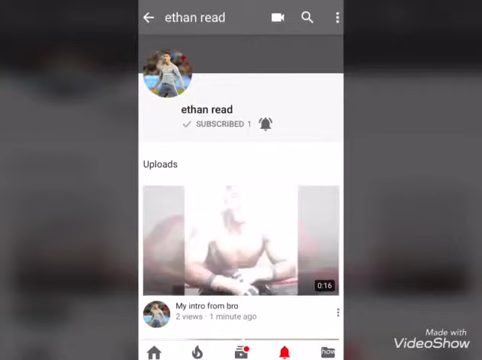 ethan read
ethan read
SUBSCRIBED 1
Uploads
0:16
My intro from bro
2 views · 1 minute ago
Made with
VideoShow